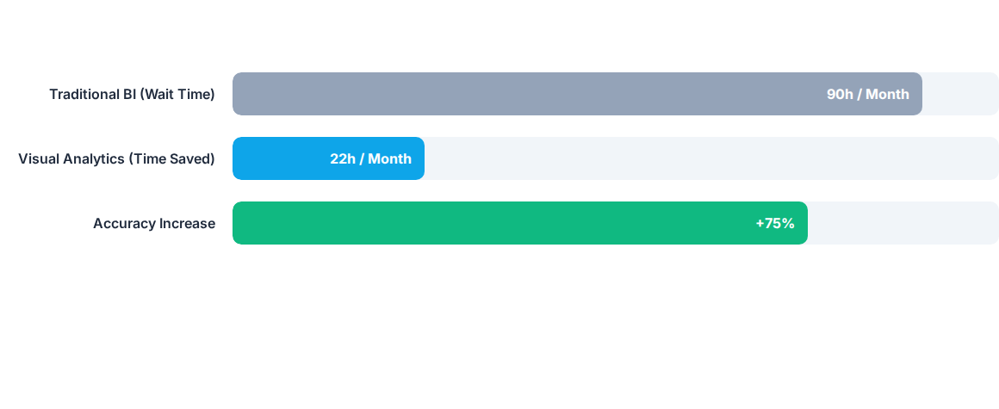 Traditional BI (Wait Time)
90h / Month
Visual Analytics (Time Saved)
22h / Month
Accuracy Increase
+75%